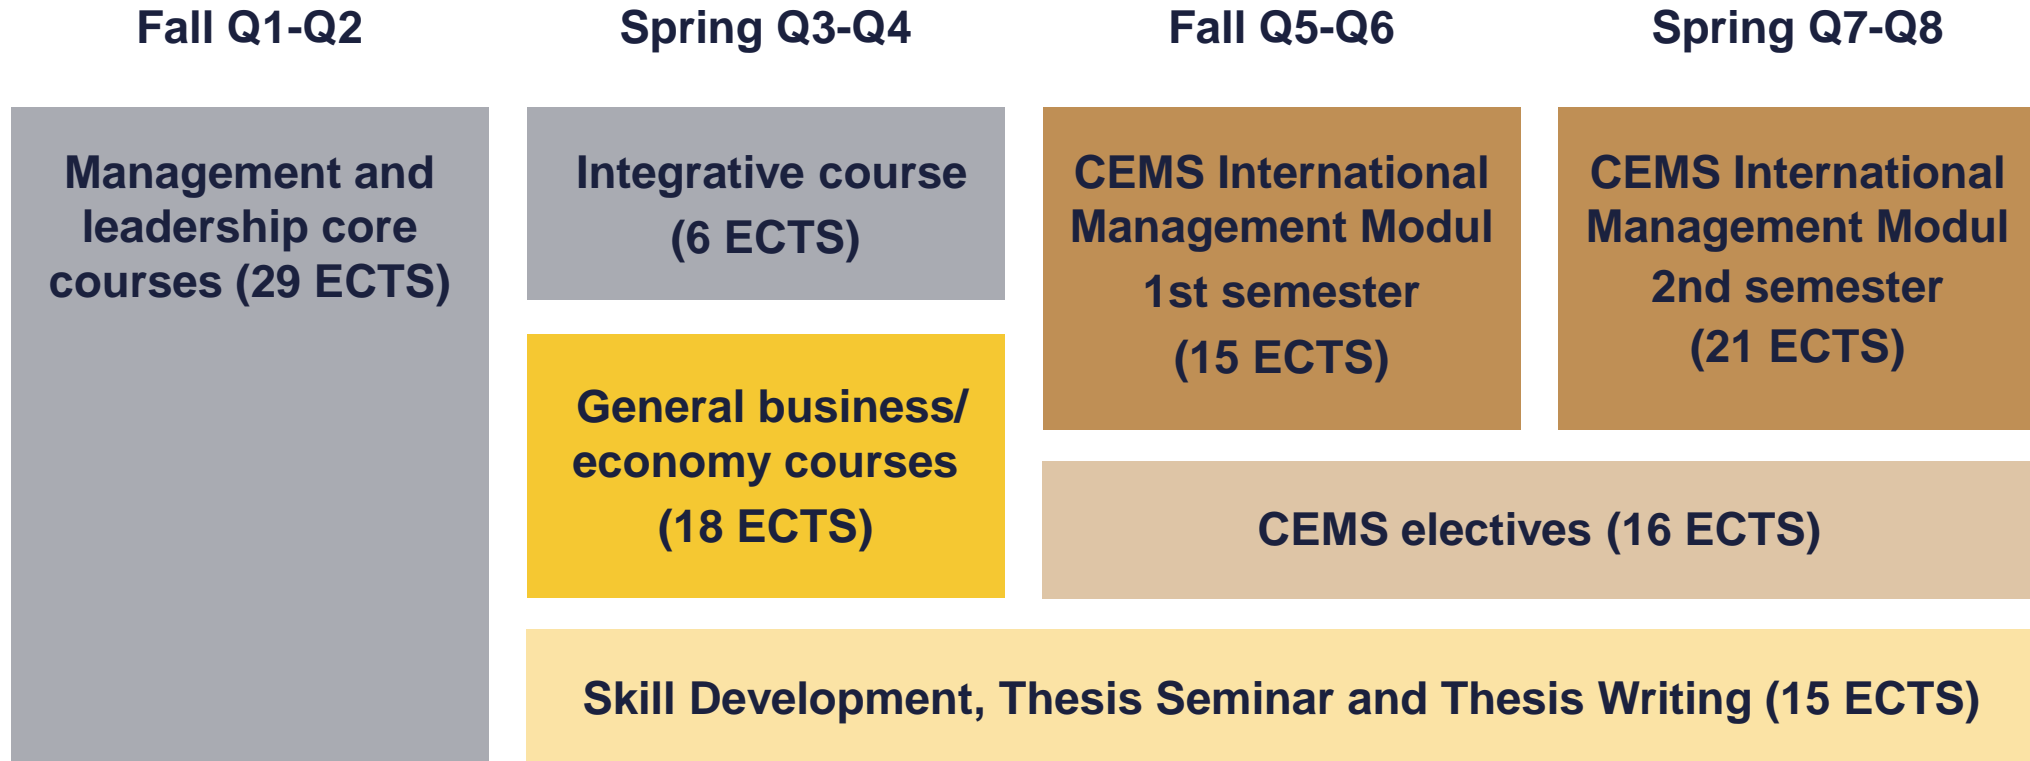 Fall Q1-Q2
Spring Q3-Q4
Fall Q5-Q6
Spring Q7-Q8
Management and
leadership core
courses (29 ECTS)
Integrative course
(6 ECTS)
General business/
economy courses
(18 ECTS)
CEMS International
Management Modul
1st semester
(15 ECTS)
CEMS International
Management Modul
2nd semester
(21 ECTS)
CEMS electives (16 ECTS)
Skill Development, Thesis Seminar and Thesis Writing (15 ECTS)